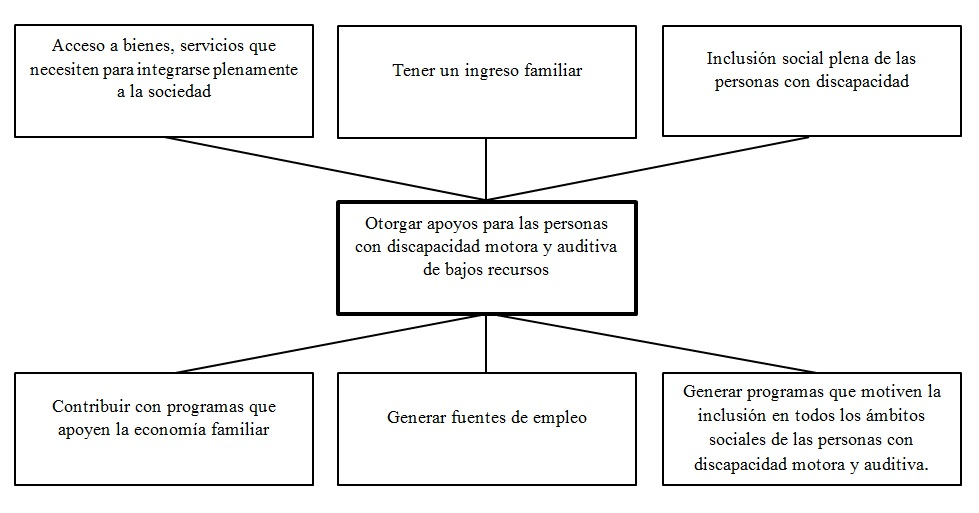 Acceso a bienes, servicios que
necesiten para integrarse plenamente
a la sociedad
Tener un ingreso familiar
Inclusión social plena de las
personas con discapacidad
Otorgar apoyos para las personas
con discapacidad motora y auditiva
de bajos recursos
Contribuir con programas que
apoyen la economía familiar
Generar fuentes de empleo
Generar programas que motiven la
inclusión en todos los ámbitos
sociales de las personas con
discapacidad motora y auditiva.